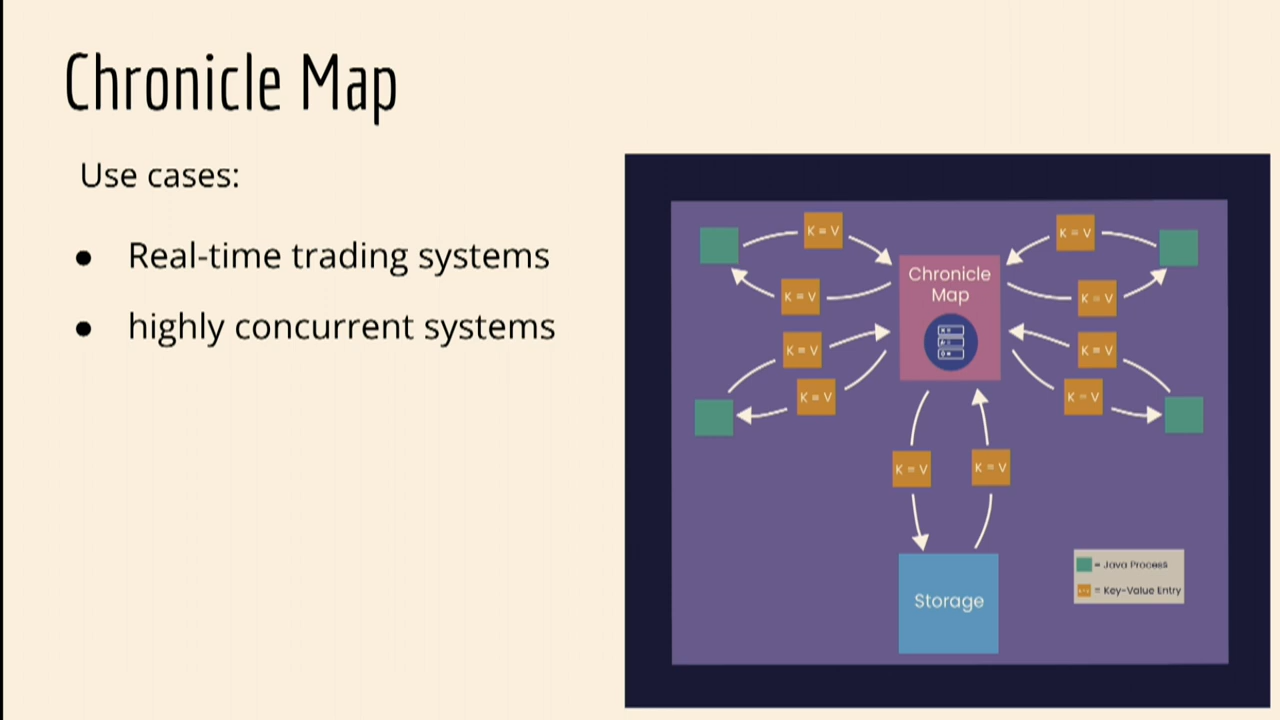 Chronicle Map
Use cases:
● Real-time trading systems
● highly concurrent systems
K = V
K = V
K = V
K = V
Chronicle
Map
K = V
K = V
K = V
K = V
K = V
K = V
Storage
= Java Process
= Key-Value Entry